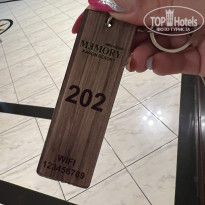 TOP HOTELS
ФОТО ТУРИСТА
MEMORY
202
WIFI
123456789